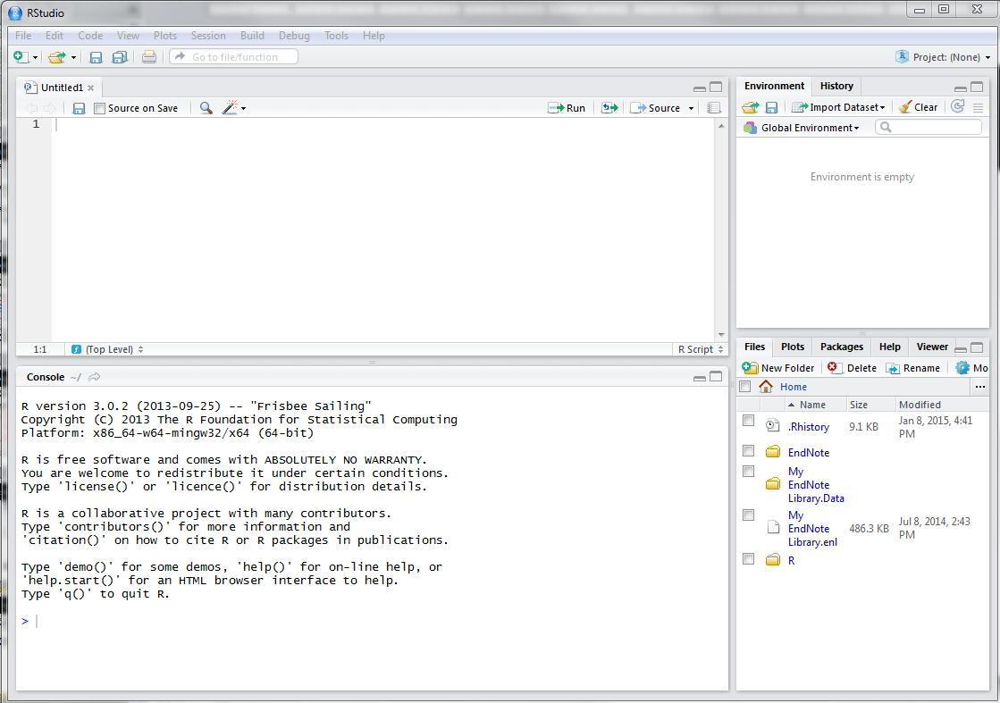 RStudio
File Edit Code View Plots Session Build Debug Tools Help
Go to file/function
Project: (None)
Untitled1
Source on Save
Run
Source
1
1:1
(Top Level)
R Script
Console ~/
R version 3.0.2 (2013-09-25) -- "Frisbee Sailing"
Copyright (C) 2013 The R Foundation for Statistical Computing
Platform: x86_64-w64-mingw32/x64 (64-bit)
R is free software and comes with ABSOLUTELY NO WARRANTY.
You are welcome to redistribute it under certain conditions.
Type 'license()' or 'licence()' for distribution details.
R is a collaborative project with many contributors.
Type 'contributors()' for more information and
'citation()' on how to cite R or R packages in publications.
Type 'demo()' for some demos, 'help()' for on-line help, or
'help.start()' for an HTML browser interface to help.
Type 'q()' to quit R.
>
Environment History
Import Dataset Clear
Global Environment
Environment is empty
Files Plots Packages Help Viewer
New Folder Delete Rename Mo
Home ...
Name Size Modified
.Rhistory 9.1 KB Jan 8, 2015, 4:41
PM
EndNote
My
EndNote
Library.Data
My
EndNote 486.3 KB Jul 8, 2014, 2:43
Library.enl PM
R